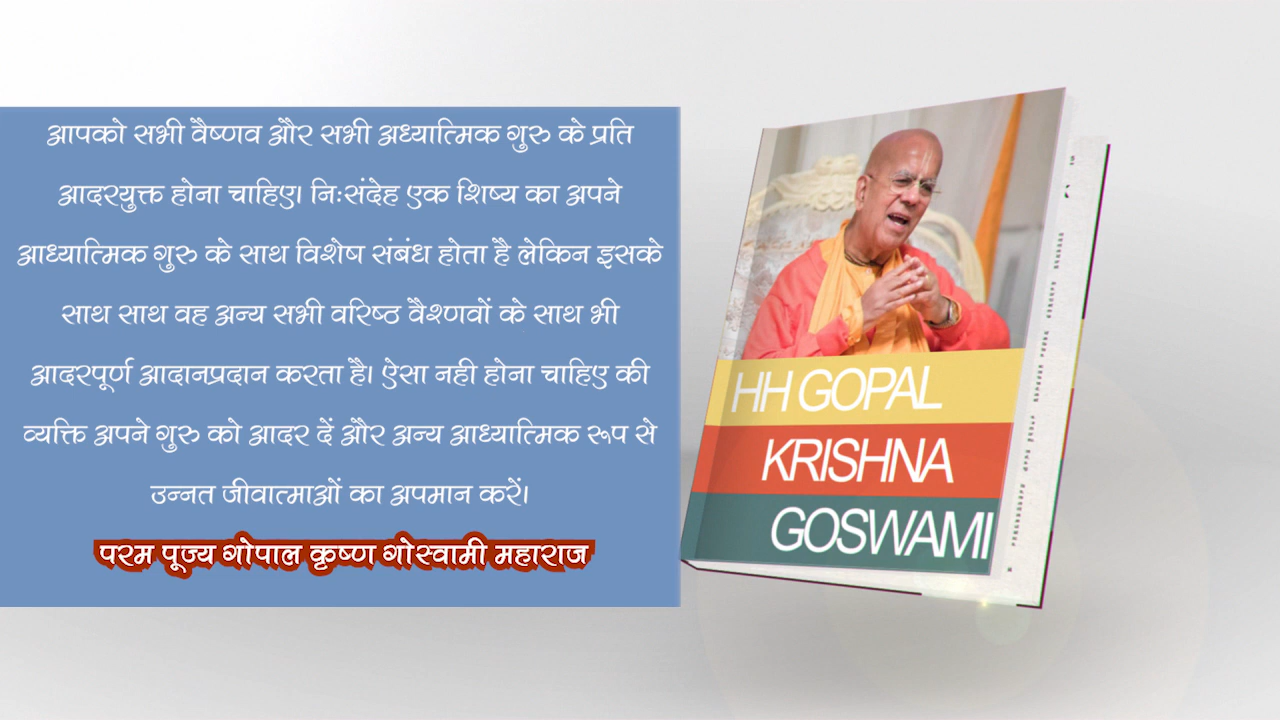 आपको सभी वैष्णव और सभी अध्यात्मिक गुरु के प्रति
आदरयुक्त होना चाहिए। निःसंदेह एक शिष्य का अपने
आध्यात्मिक गुरु के साथ विशेष संबंध होता है लेकिन इसके
साथ साथ वह अन्य सभी वरिष्ठ वैश्णवों के साथ भी
आदरपूर्ण आदानप्रदान करता है। ऐसा नही होना चाहिए की
व्यक्ति अपने गुरु को आदर दें और अन्य आध्यात्मिक रूप से
उन्नत जीवात्माओं का अपमान करें।
परम पूज्य गोपाल कृष्ण गोस्वामी महाराज
HH GOPAL
KRISHNA
GOSWAMI